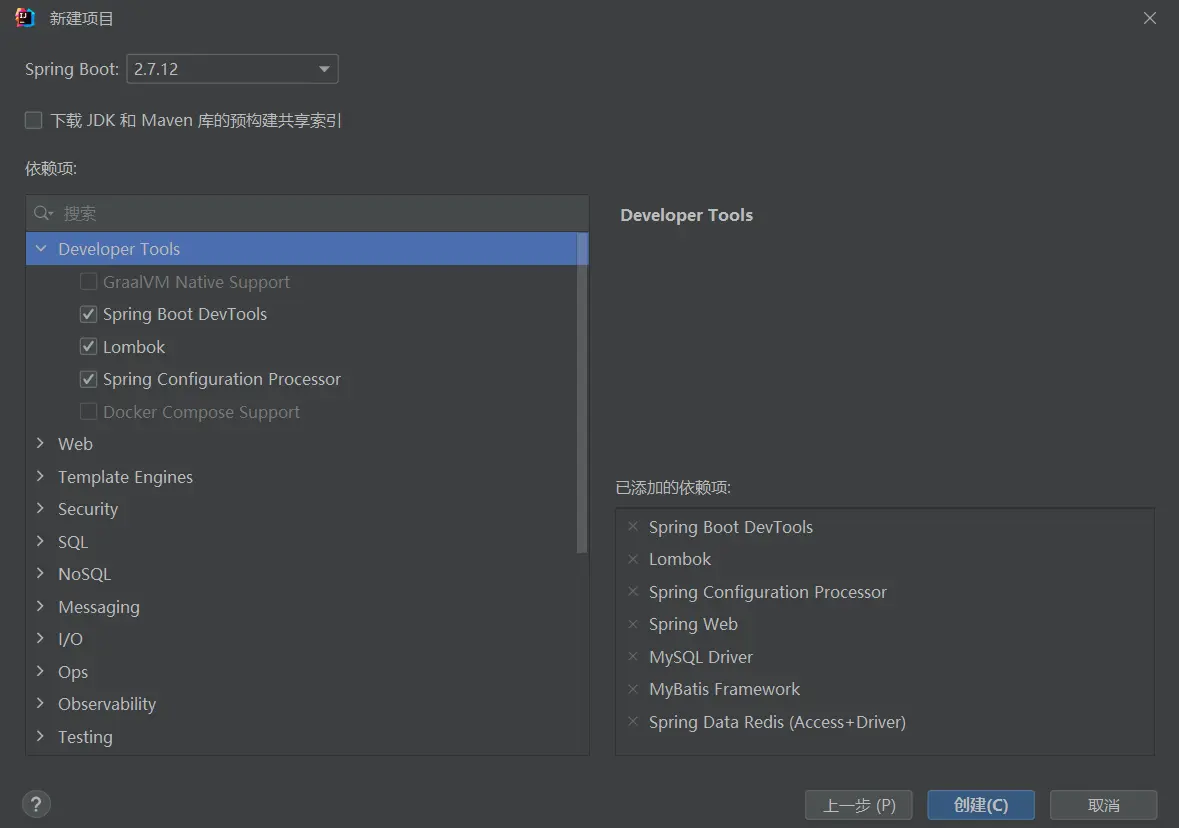 新建项目
Spring Boot: 2.7.12
下载 JDK 和 Maven 库的预构建共享索引
依赖项:
搜索
Developer Tools
GraalVM Native Support
Spring Boot DevTools
Lombok
Spring Configuration Processor
Docker Compose Support
Web
Template Engines
Security
SQL
NoSQL
Messaging
I/O
Ops
Observability
Testing
Developer Tools
已添加的依赖项:
Spring Boot DevTools
Lombok
Spring Configuration Processor
Spring Web
MySQL Driver
MyBatis Framework
Spring Data Redis (Access+Driver)
?
上一步 (P) 创建(C) 取消